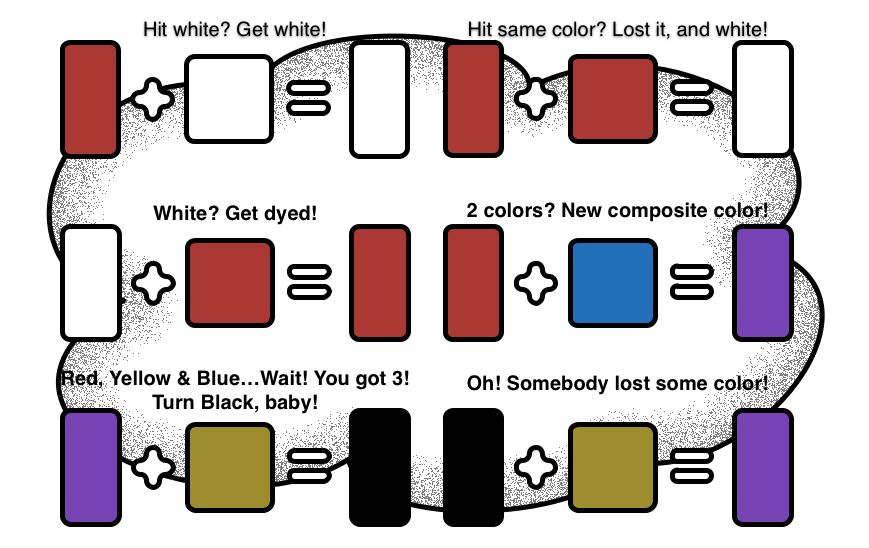 Hit white? Get white!
Hit same color? Lost it, and white!
White? Get dyed!
2 colors? New composite color!
Red, Yellow & Blue…Wait! You got 3!
Turn Black, baby!
Oh! Somebody lost some color!